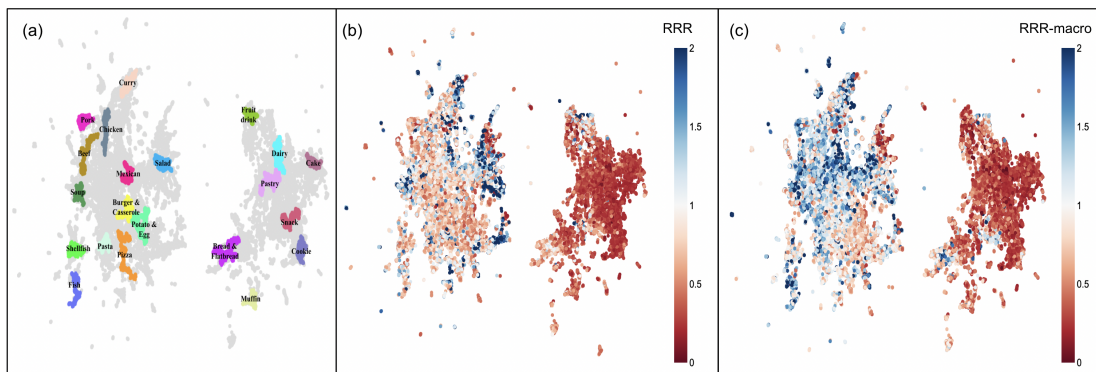 (a)
Curry
Pork
Chicken
Beef
Mexican
Salad
Soup
Burger &
Casserole
Potato &
Egg
Shellfish
Pasta
Pizza
Fish
Fruit
drink
Dairy
Cake
Pastry
Snack
Bread &
Flatbread
Cookie
Muffin
(b)
RRR
2
1.5
1
0.5
0
(c)
RRR-macro
2
1.5
1
0.5
0